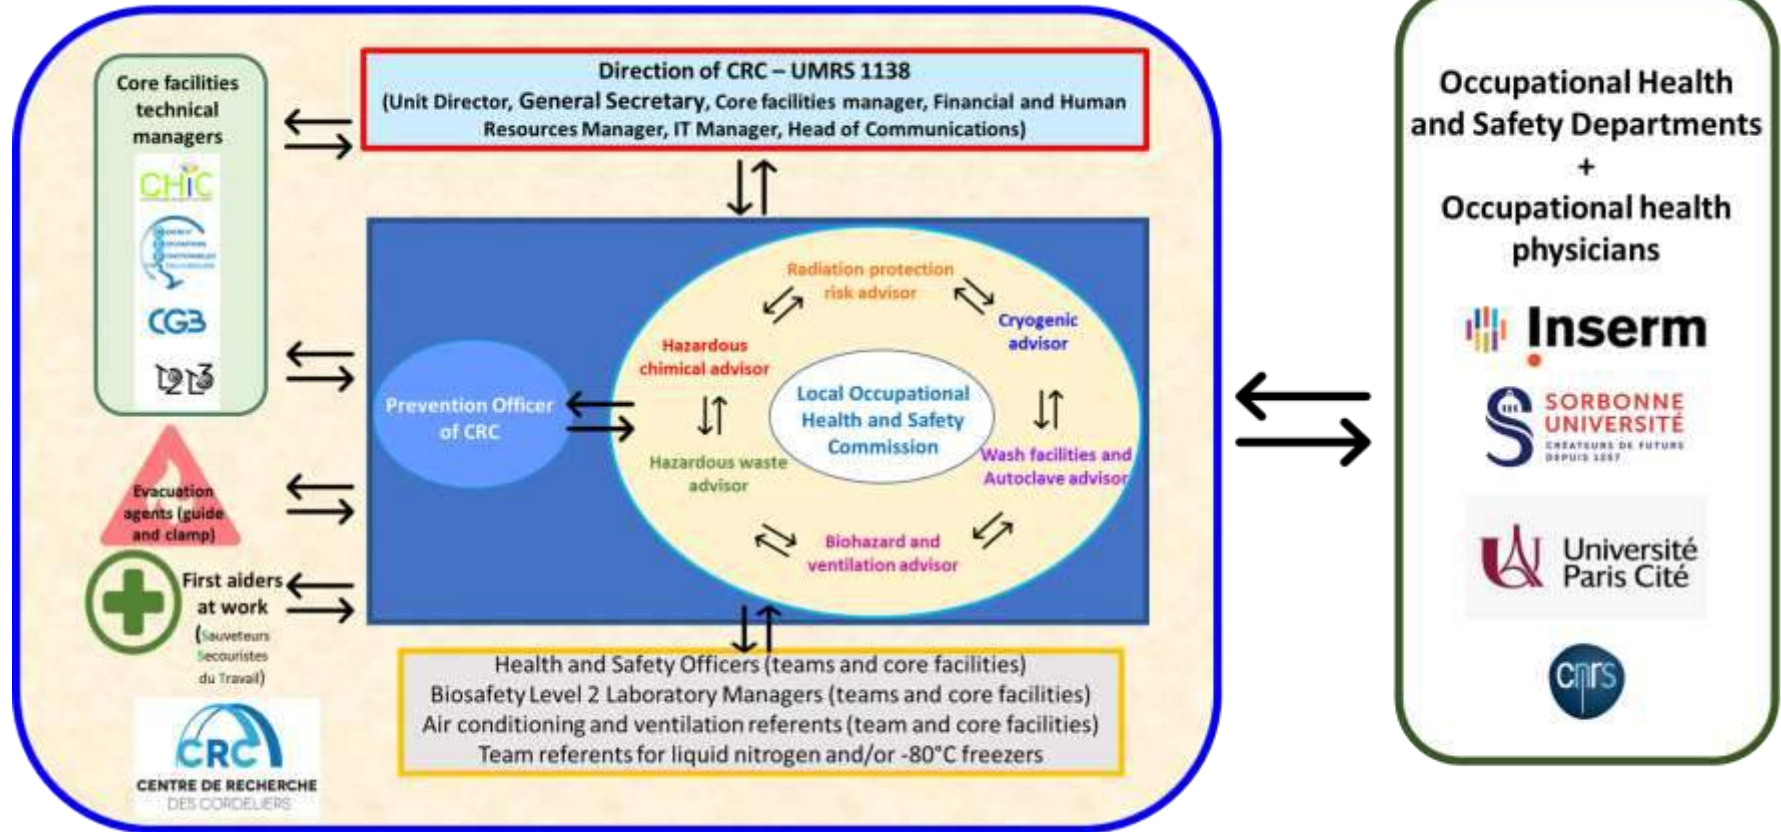 Core facilities
technical
managers
CHiC
CGB
Evacuation
agents (guide
and clamp)
First aiders
at work
(Sauveteurs
Secouristes
du Travail)
CRC
CENTRE DE RECHERCHE
DES CORDELIERS
Direction of CRC – UMRS 1138
(Unit Director, General Secretary, Core facilities manager, Financial and Human
Resources Manager, IT Manager, Head of Communications)
Prevention Officer
of CRC
Radiation protection
risk advisor
Cryogenic
advisor
Hazardous
chimical advisor
Local Occupational
Health and Safety
Commission
Hazardous waste
advisor
Wash facilities and
Autoclave advisor
Biohazard and
ventilation advisor
Health and Safety Officers (teams and core facilities)
Biosafety Level 2 Laboratory Managers (teams and core facilities)
Air conditioning and ventilation referents (team and core facilities)
Team referents for liquid nitrogen and/or -80°C freezers
Occupational Health
and Safety Departments
+
Occupational health
physicians
Inserm
SORBONNE
UNIVERSITÉ
CRÉATEURS DE FUTURS
DEPUIS 1257
Université
Paris Cité
cnrs